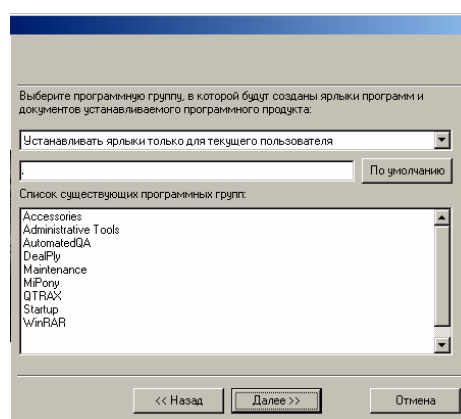 Выберите программную группу, в которой будут созданы ярлыки программ и
документов устанавливаемого программного продукта:
Устанавливать ярлыки только для текущего пользователя
.
По умолчанию
Список существующих программных групп:
Accessories
Administrative Tools
AutomatedQA
DealPly
Maintenance
MiPony
QTRAX
Startup
WinRAR
<< Назад
Далее >>
Отмена